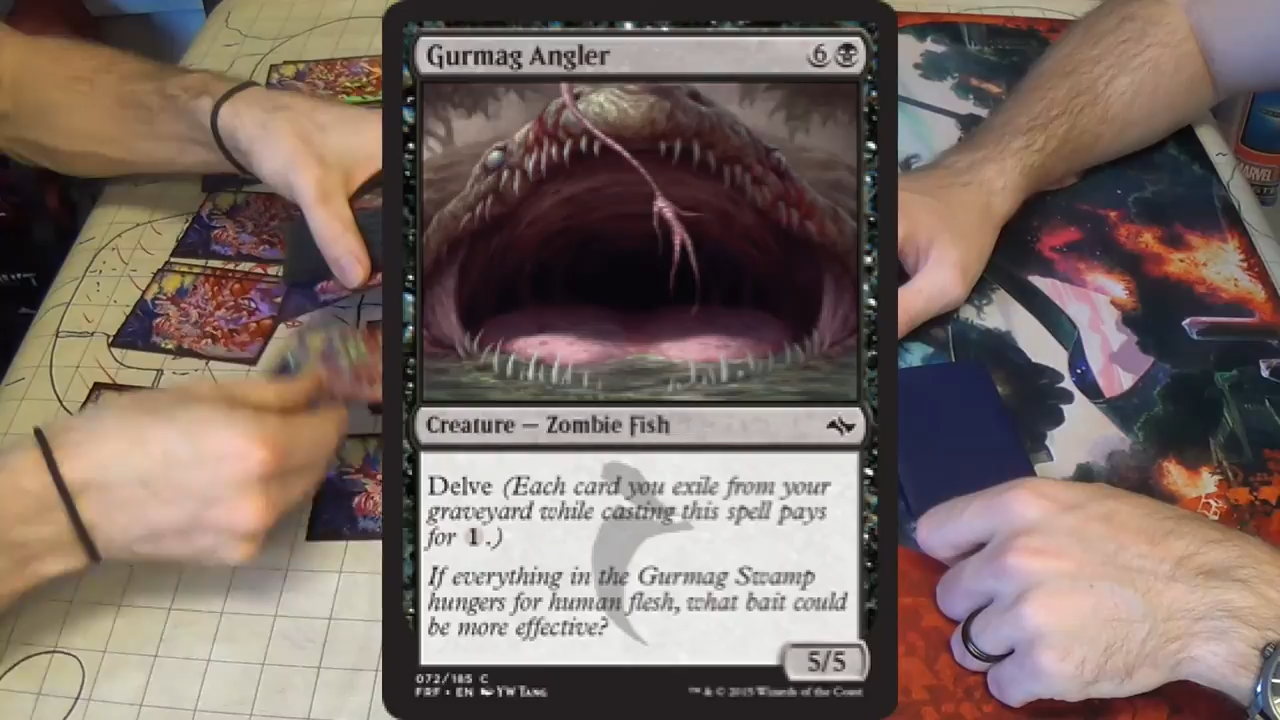 Gurmag Angler 6
Creature — Zombie Fish
Delve (Each card you exile from your
graveyard while casting this spell pays
for 1.)
If everything in the Gurmag Swamp
hungers for human flesh, what bait could
be more effective?
5/5
072/185 C
FRF • EN YW Tang
™ & © 2015 Wizards of the Coast
MARVEL